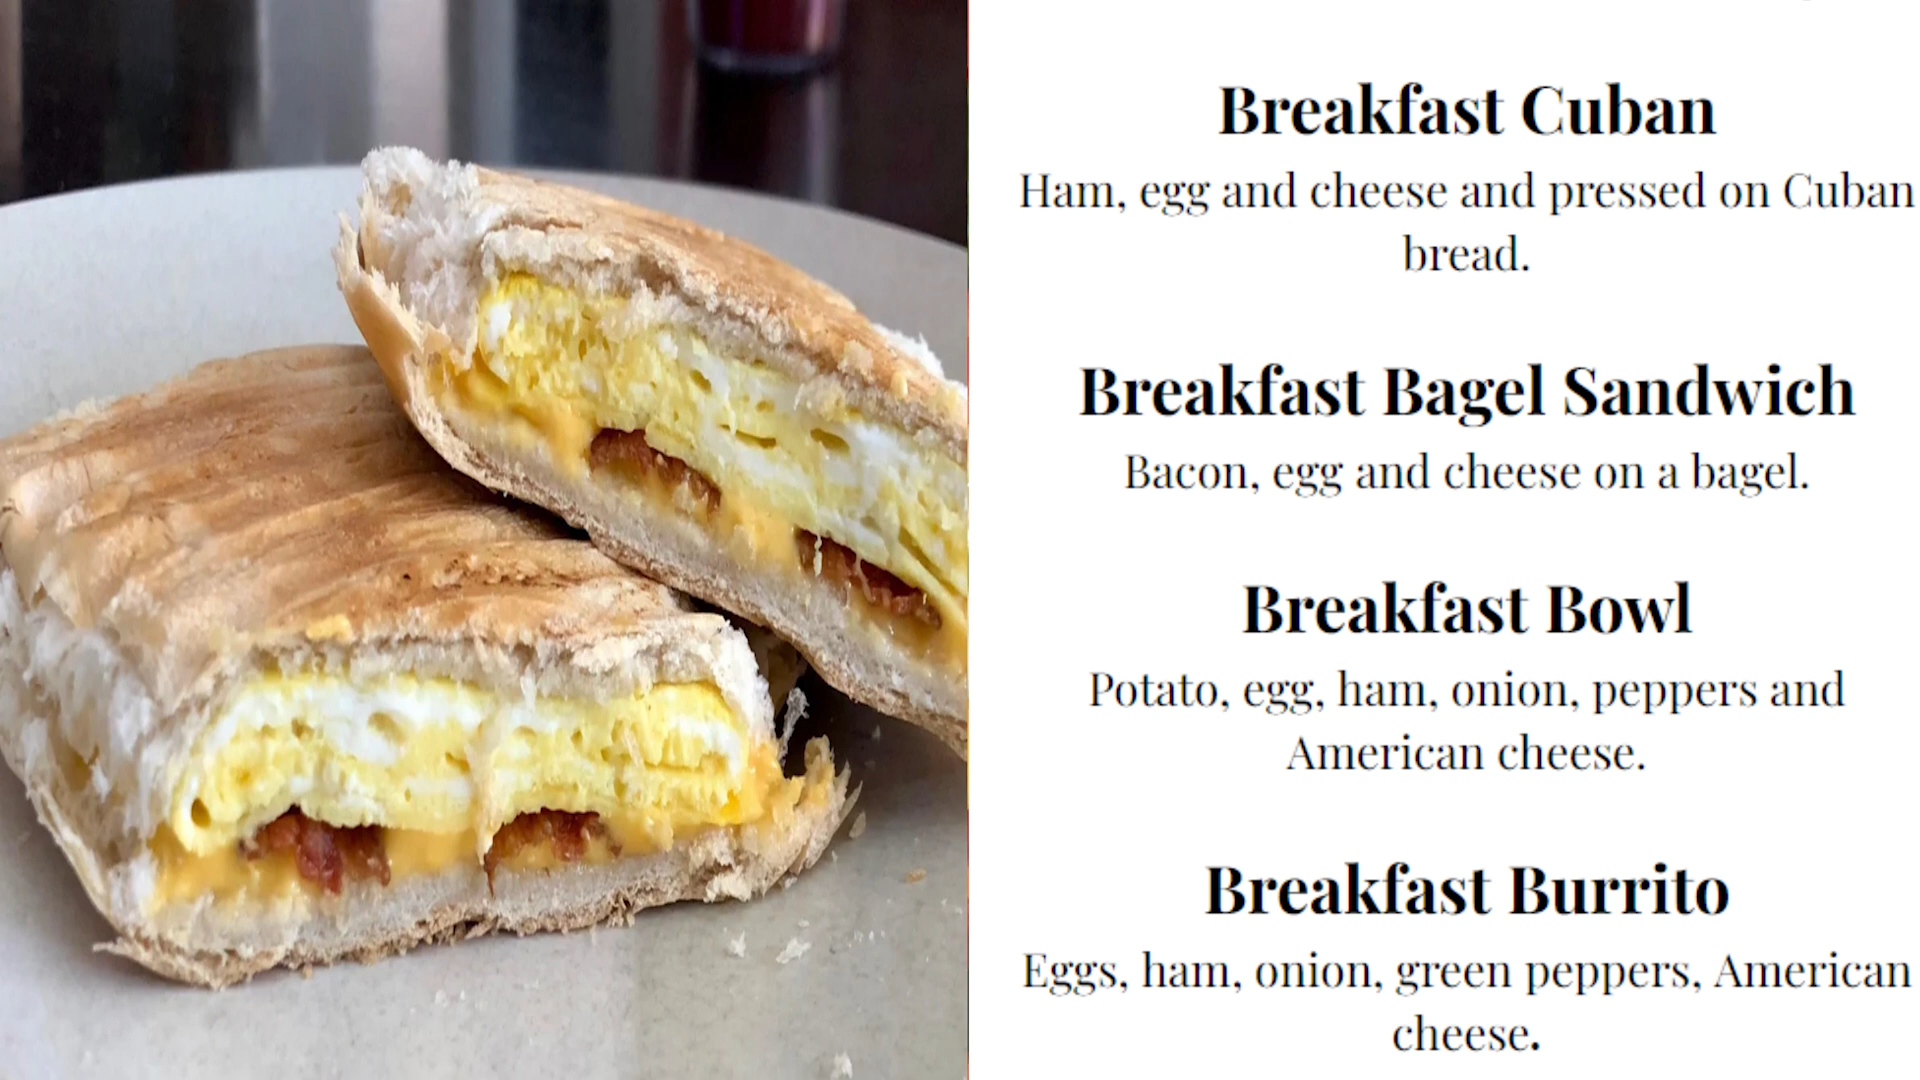 Breakfast Cuban
Ham, egg and cheese and pressed on Cuban
bread.
Breakfast Bagel Sandwich
Bacon, egg and cheese on a bagel.
Breakfast Bowl
Potato, egg, ham, onion, peppers and
American cheese.
Breakfast Burrito
Eggs, ham, onion, green peppers, American
cheese.